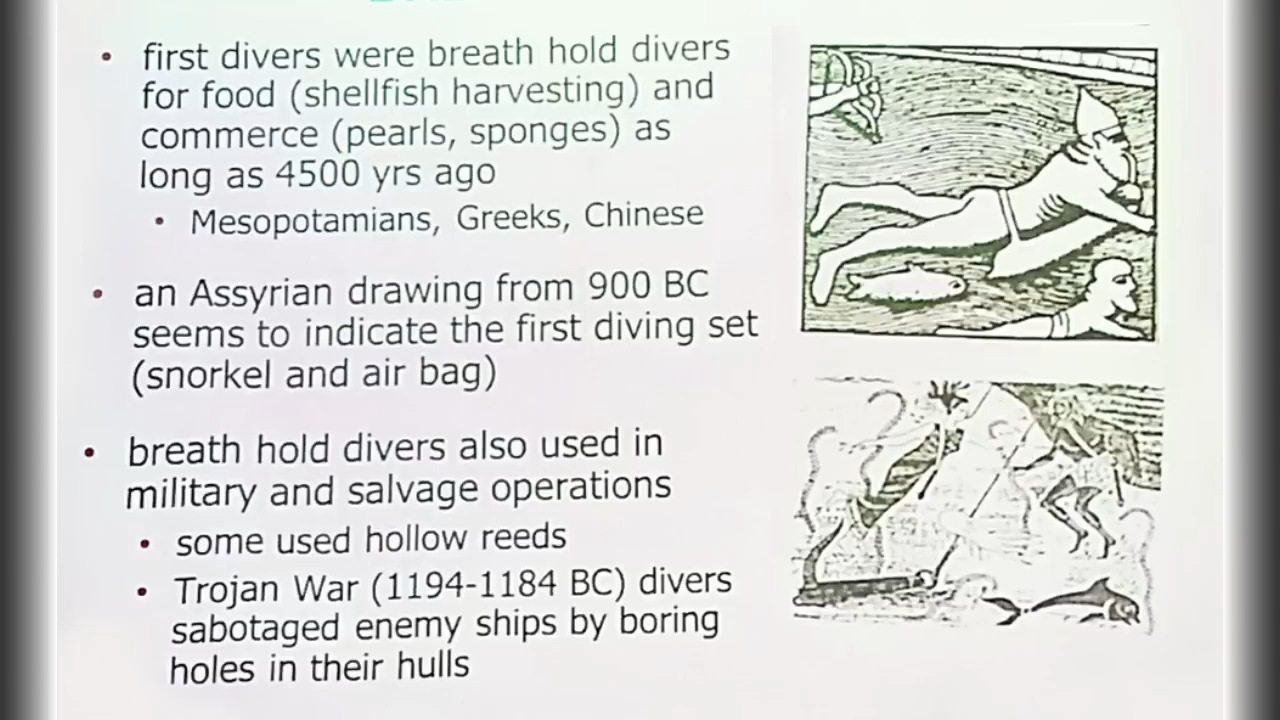 • first divers were breath hold divers
for food (shellfish harvesting) and
commerce (pearls, sponges) as
long as 4500 yrs ago
• Mesopotamians, Greeks, Chinese
• an Assyrian drawing from 900 BC
seems to indicate the first diving set
(snorkel and air bag)
• breath hold divers also used in
military and salvage operations
• some used hollow reeds
• Trojan War (1194-1184 BC) divers
sabotaged enemy ships by boring
holes in their hulls